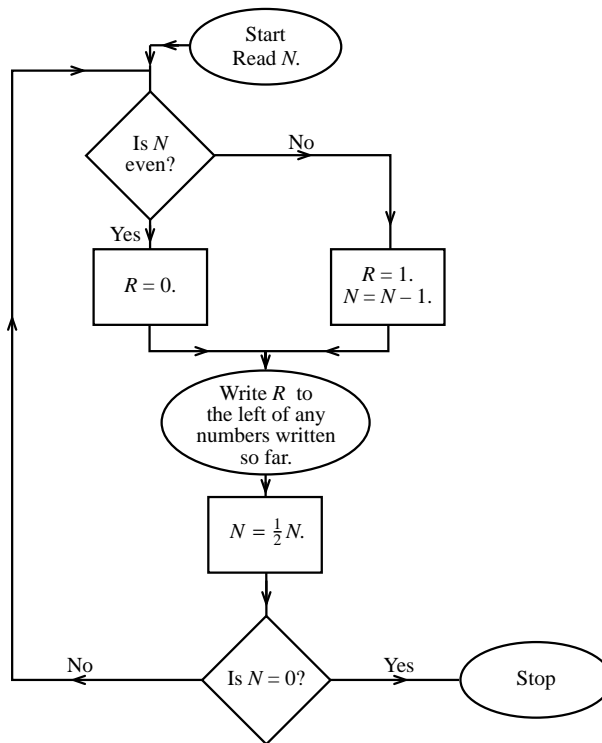 Start
Read N.
Is N
even?
No
Yes
R = 0.
R = 1.
N = N – 1.
Write R to
the left of any
numbers written
so far.
N = ½ N.
No
Is N = 0?
Yes
Stop